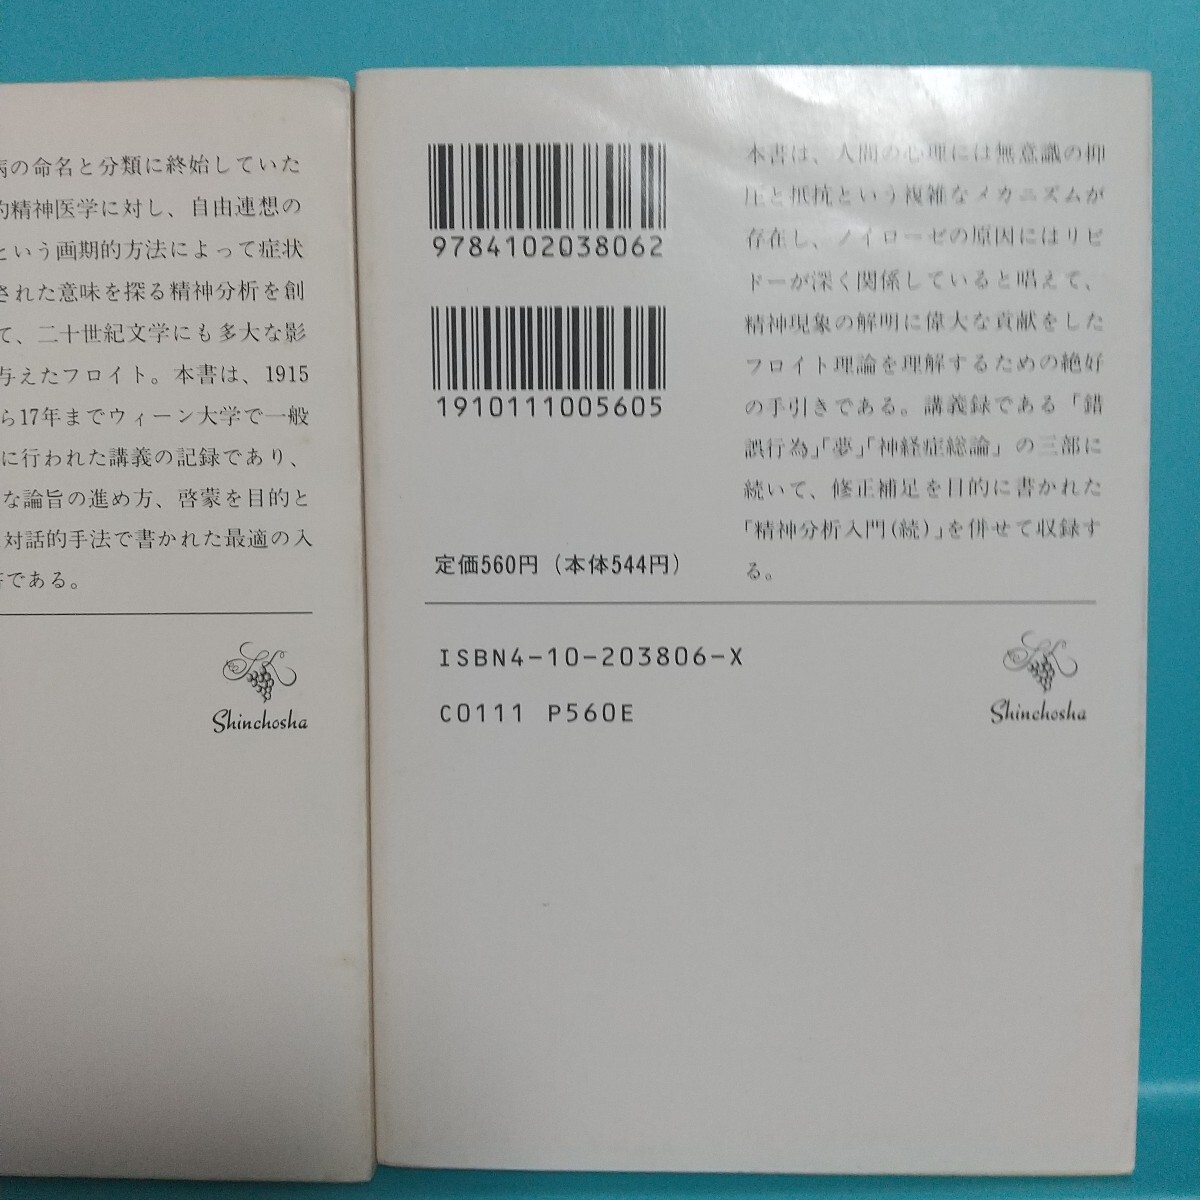 病の命名と分類に終始していた
的精神医学に対し、自由連想の
という画期的方法によって症状
された意味を探る精神分析を創
て、二十世紀文学にも多大な影
与えたフロイト。本書は、1915
ら17年までウィーン大学で一般
に行われた講義の記録であり、
な論旨の進め方、啓蒙を目的と
対話的手法で書かれた最適の入
書である。
Shinchosha
9784102038062
1910111005605
定価560円(本体544円)
本書は、人間の心理には無意識の抑
圧と抵抗という複雑なメカニズムが
存在し、ノイローゼの原因にはリビ
ドーが深く関係していると唱えて、
精神現象の解明に偉大な貢献をした
フロイト理論を理解するための絶好
の手引きである。講義録である「錯
誤行為」「夢」「神経症総論」の三部に
続いて、修正補足を目的に書かれた
「精神分析入門(続)」を併せて収録す
る。
ISBN4-10-203806-X
C0111 P560E
Shinchosha